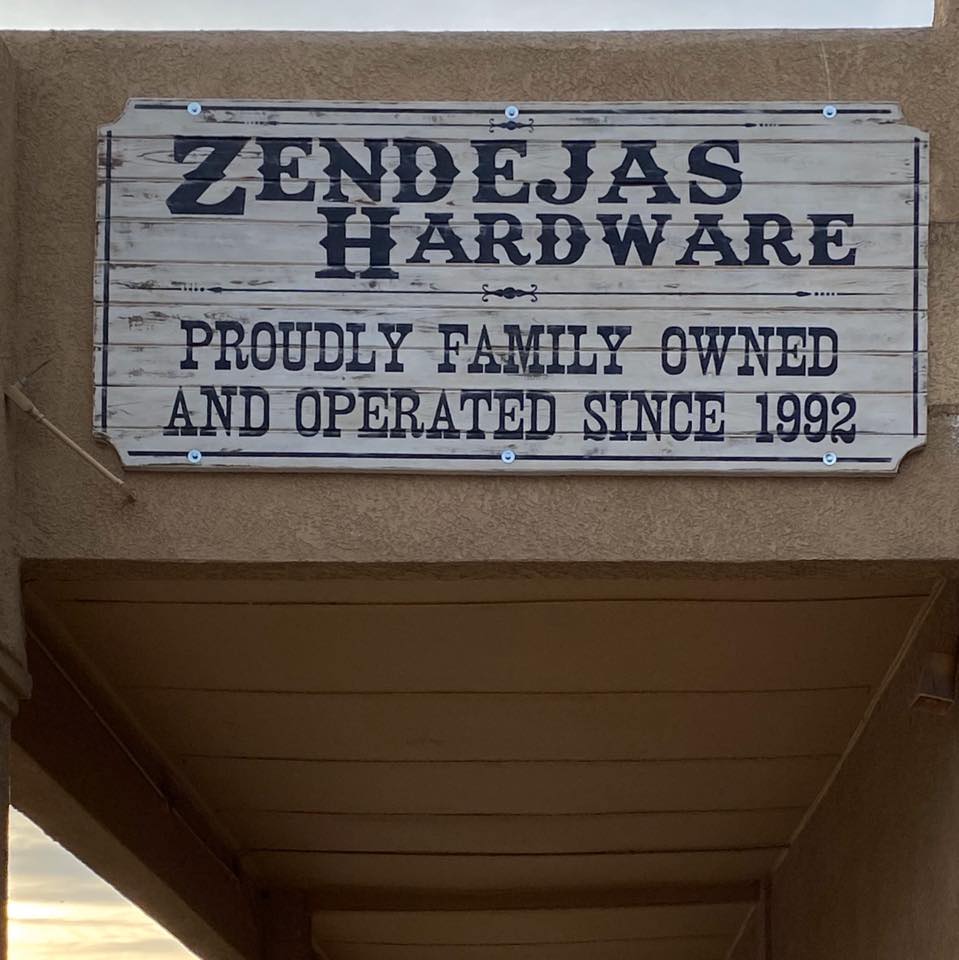 ZENDEJAS
HARDWARE
PROUDLY FAMILY OWNED
AND OPERATED SINCE 1992